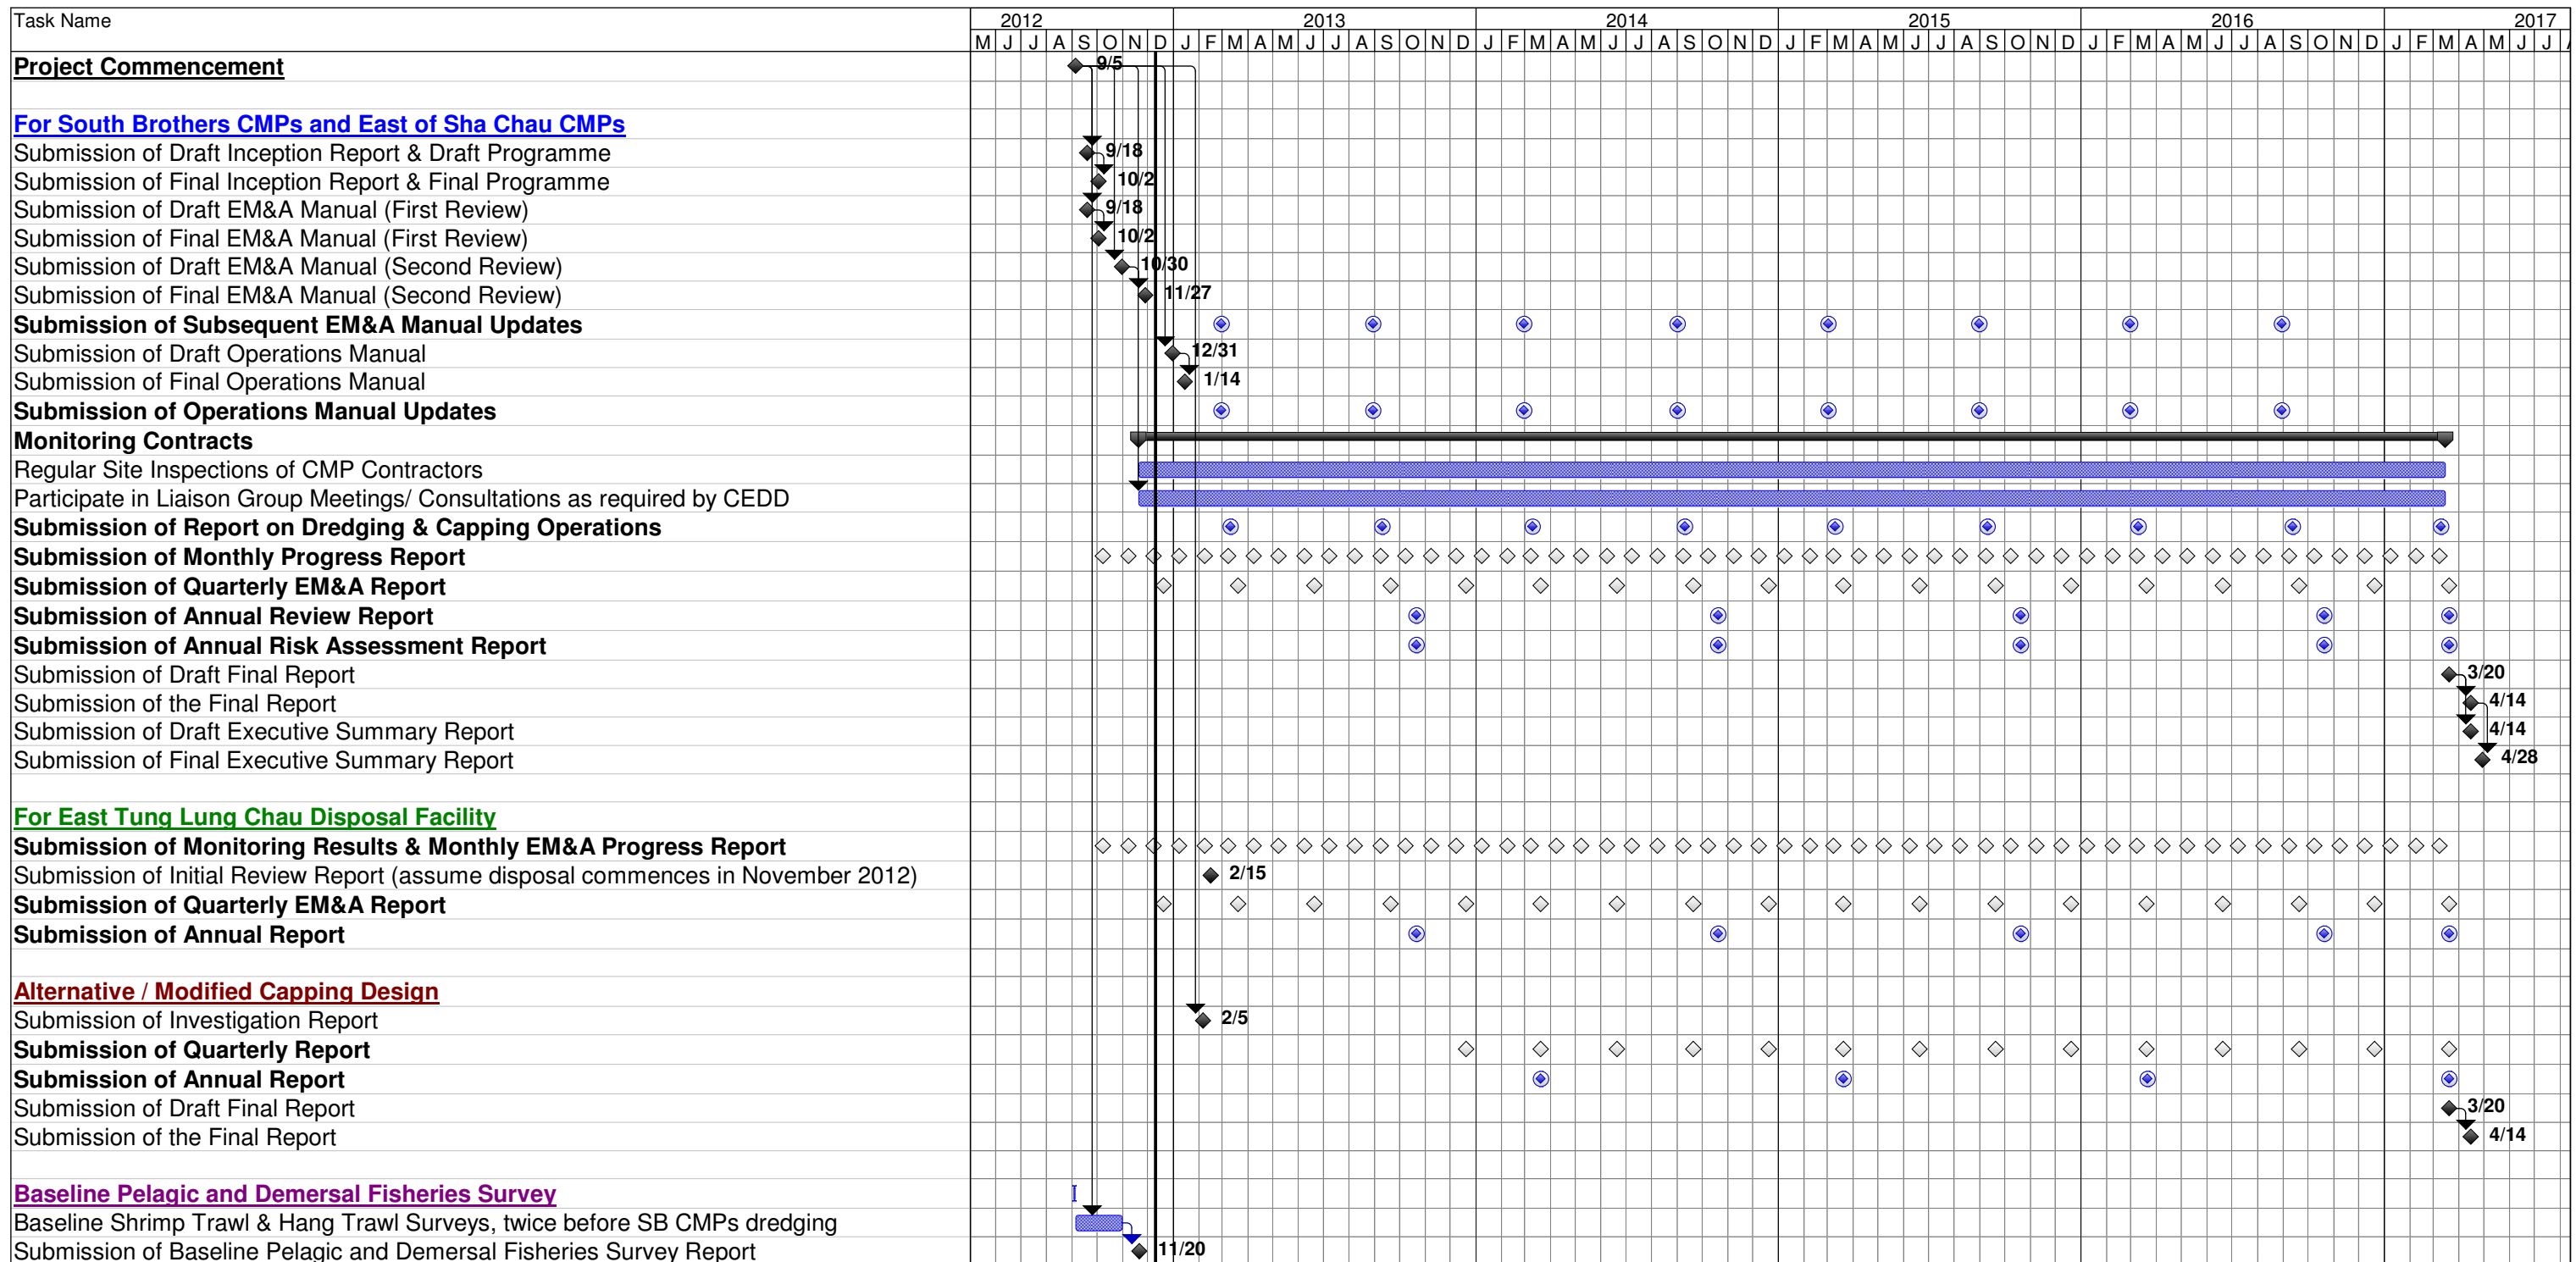 Task Name 2012 2013 2014 2015 2016 2017
M J J A S O N D J F M A M J J A S O N D J F M A M J J A S O N D J F M A M J J A S O N D J F M A M J J A S O N D J F M A M J J
Project Commencement 9/5
For South Brothers CMPs and East of Sha Chau CMPs
Submission of Draft Inception Report & Draft Programme 9/18
Submission of Final Inception Report & Final Programme 10/2
Submission of Draft EM&A Manual (First Review) 9/18
Submission of Final EM&A Manual (First Review) 10/2
Submission of Draft EM&A Manual (Second Review) 10/30
Submission of Final EM&A Manual (Second Review) 11/27
Submission of Subsequent EM&A Manual Updates
Submission of Draft Operations Manual 12/31
Submission of Final Operations Manual 1/14
Submission of Operations Manual Updates
Monitoring Contracts
Regular Site Inspections of CMP Contractors
Participate in Liaison Group Meetings/ Consultations as required by CEDD
Submission of Report on Dredging & Capping Operations
Submission of Monthly Progress Report
Submission of Quarterly EM&A Report
Submission of Annual Review Report
Submission of Annual Risk Assessment Report
Submission of Draft Final Report 3/20
Submission of the Final Report 4/14
Submission of Draft Executive Summary Report 4/14
Submission of Final Executive Summary Report 4/28
For East Tung Lung Chau Disposal Facility
Submission of Monitoring Results & Monthly EM&A Progress Report
Submission of Initial Review Report (assume disposal commences in November 2012) 2/15
Submission of Quarterly EM&A Report
Submission of Annual Report
Alternative / Modified Capping Design
Submission of Investigation Report 2/5
Submission of Quarterly Report
Submission of Annual Report
Submission of Draft Final Report 3/20
Submission of the Final Report 4/14
Baseline Pelagic and Demersal Fisheries Survey
Baseline Shrimp Trawl & Hang Trawl Surveys, twice before SB CMPs dredging
Submission of Baseline Pelagic and Demersal Fisheries Survey Report 11/20